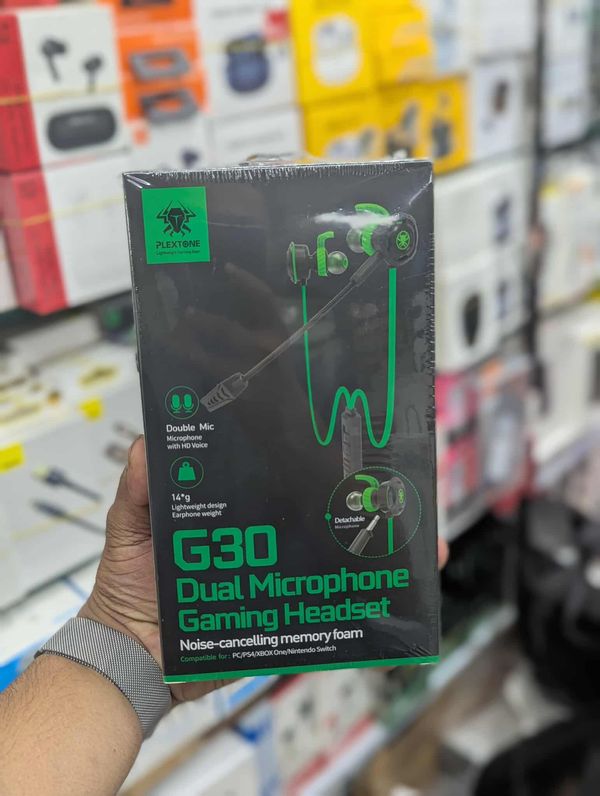 PLEXTONE
Lightweight Gaming Gear
Double Mic
Microphone
with HD Voice
14*g
Lightweight design
Earphone weight
Detachable
Microphone
G30
Dual Microphone
Gaming Headset
Noise-cancelling memory foam
Compatible for: PC/PS4/XBOX One/Nintendo Switch